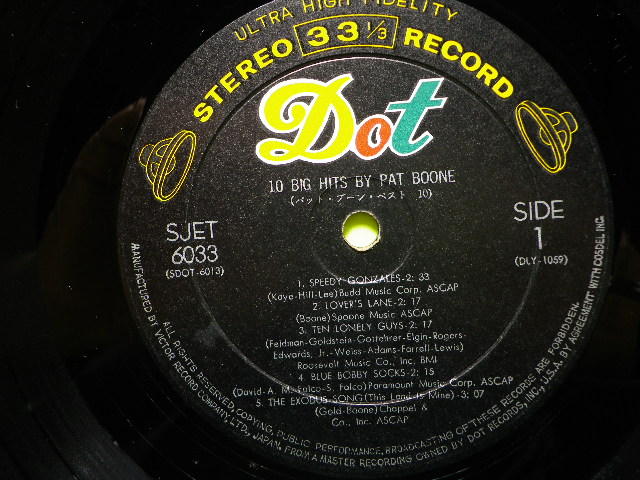 ULTRA HIGH FIDELITY
STEREO 33 1/3 RECORD
Dot
10 BIG HITS BY PAT BOONE
(パット・ブーン・ベスト 10)
SJET
6033
(SDOT-6013)
SIDE
1
(DLY-1059)
1. SPEEDY GONZALES-2: 33
(Kaye-Hill-Lee)Budd Music Corp. ASCAP
2. LOVER'S LANE-2: 17
(Boone)Spoone Music ASCAP
3. TEN LONELY GUYS-2: 17
(Feldman-Goldstein-Gottehrer-Elgin-Rogers-
Edwards, Jr.-Weiss-Adams-Farrell-Lewis)
Roosevelt Music Co., Inc. BMI
4. BLUE BOBBY SOCKS-2: 15
(David-A. M. Falco-S. Falco)Paramount Music Corp. ASCAP
5. THE EXODUS SONG(This Land Is Mine)-3; 07
(Gold-Boone)Chappel &
Co., Inc. ASCAP
MANUFACTURED BY VICTOR RECORD COMPANY LTD., JAPAN. FROM A MASTER RECORDING OWNED BY DOT RECORDS, INC., U.S.A. BY AGREEMENT WITH COSDEL INC.
ALL RIGHTS RESERVED, COPYING, PUBLIC PERFORMANCE, BROADCASTING OF THESE RECORDS ARE FORBIDDEN.